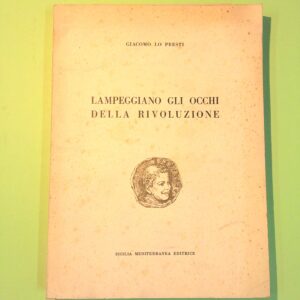 GIACOMO LO PRESTI
LAMPEGGIANO GLI OCCHI
DELLA RIVOLUZIONE
SICILIA MEDITERRANEA EDITRICE